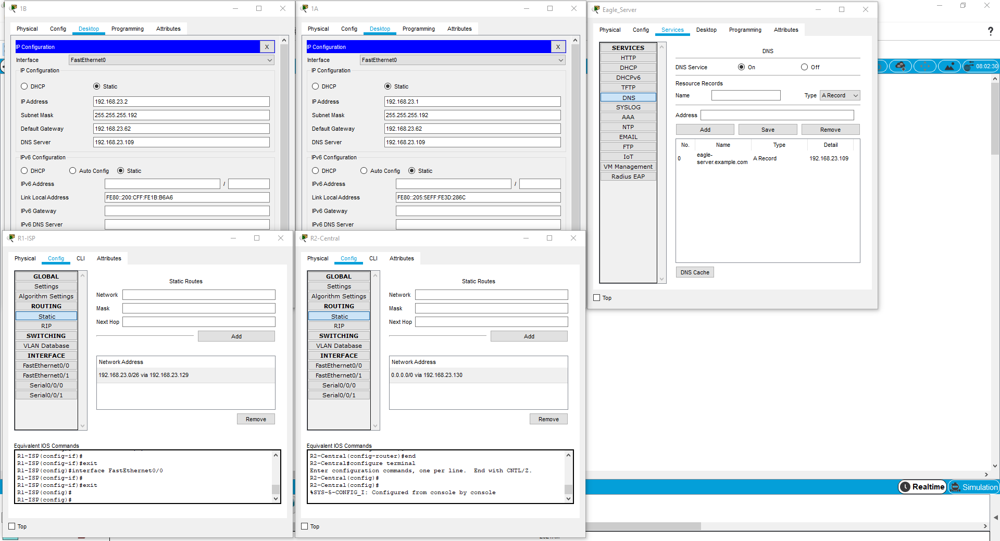 1B
Physical Config Desktop Programming Attributes
IP Configuration X
Interface FastEthernet0
IP Configuration
DHCP Static
IP Address 192.168.23.2
Subnet Mask 255.255.255.192
Default Gateway 192.168.23.62
DNS Server 192.168.23.109
IPv6 Configuration
DHCP Auto Config Static
IPv6 Address /
Link Local Address FE80::200:CFF:FE1B:B6A6
IPv6 Gateway
IPv6 DNS Server
1A
Physical Config Desktop Programming Attributes
IP Configuration X
Interface FastEthernet0
IP Configuration
DHCP Static
IP Address 192.168.23.1
Subnet Mask 255.255.255.192
Default Gateway 192.168.23.62
DNS Server 192.168.23.109
IPv6 Configuration
DHCP Auto Config Static
IPv6 Address /
Link Local Address FE80::205:5EFF:FE3D:286C
IPv6 Gateway
IPv6 DNS Server
Eagle_Server
Physical Config Services Desktop Programming Attributes
SERVICES
HTTP
DHCP
DHCPv6
TFTP
DNS
SYSLOG
AAA
NTP
EMAIL
FTP
IoT
VM Management
Radius EAP
DNS
DNS Service On Off
Resource Records
Name Type A Record
Address
Add Save Remove
No. Name Type Detail
0 eagle-server.example.com A Record 192.168.23.109
DNS Cache
Top
?
08:02:30
R1-ISP
Physical Config CLI Attributes
GLOBAL
Settings
Algorithm Settings
ROUTING
Static
RIP
SWITCHING
VLAN Database
INTERFACE
FastEthernet0/0
FastEthernet0/1
Serial0/0/0
Serial0/0/1
Static Routes
Network
Mask
Next Hop
Add
Network Address
192.168.23.0/26 via 192.168.23.129
Remove
Equivalent IOS Commands
R1-ISP(config-if)#
R1-ISP(config-if)#exit
R1-ISP(config)#interface FastEthernet0/0
R1-ISP(config-if)#
R1-ISP(config-if)#exit
R1-ISP(config)#
R1-ISP(config)#
Top
R2-Central
Physical Config CLI Attributes
GLOBAL
Settings
Algorithm Settings
ROUTING
Static
RIP
SWITCHING
VLAN Database
INTERFACE
FastEthernet0/0
FastEthernet0/1
Serial0/0/0
Serial0/0/1
Static Routes
Network
Mask
Next Hop
Add
Network Address
0.0.0.0/0 via 192.168.23.130
Remove
Equivalent IOS Commands
R2-Central(config-router)#end
R2-Central#configure terminal
Enter configuration commands, one per line. End with CNTL/Z.
R2-Central(config)#
R2-Central(config)#
%SYS-5-CONFIG_I: Configured from console by console
Top
Realtime Simulation